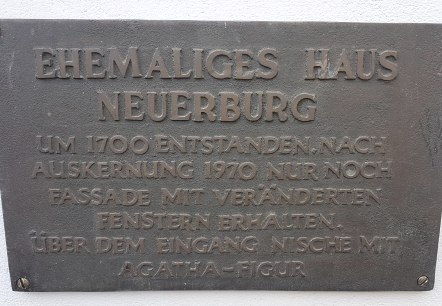 EHEMALIGES HAUS
NEUERBURG
UM 1700 ENTSTANDEN. NACH
AUSKERNUNG 1970 NUR NOCH
FASSADE MIT VERÄNDERTEN
FENSTERN ERHALTEN.
ÜBER DEM EINGANG NISCHE MIT
AGATHA-FIGUR